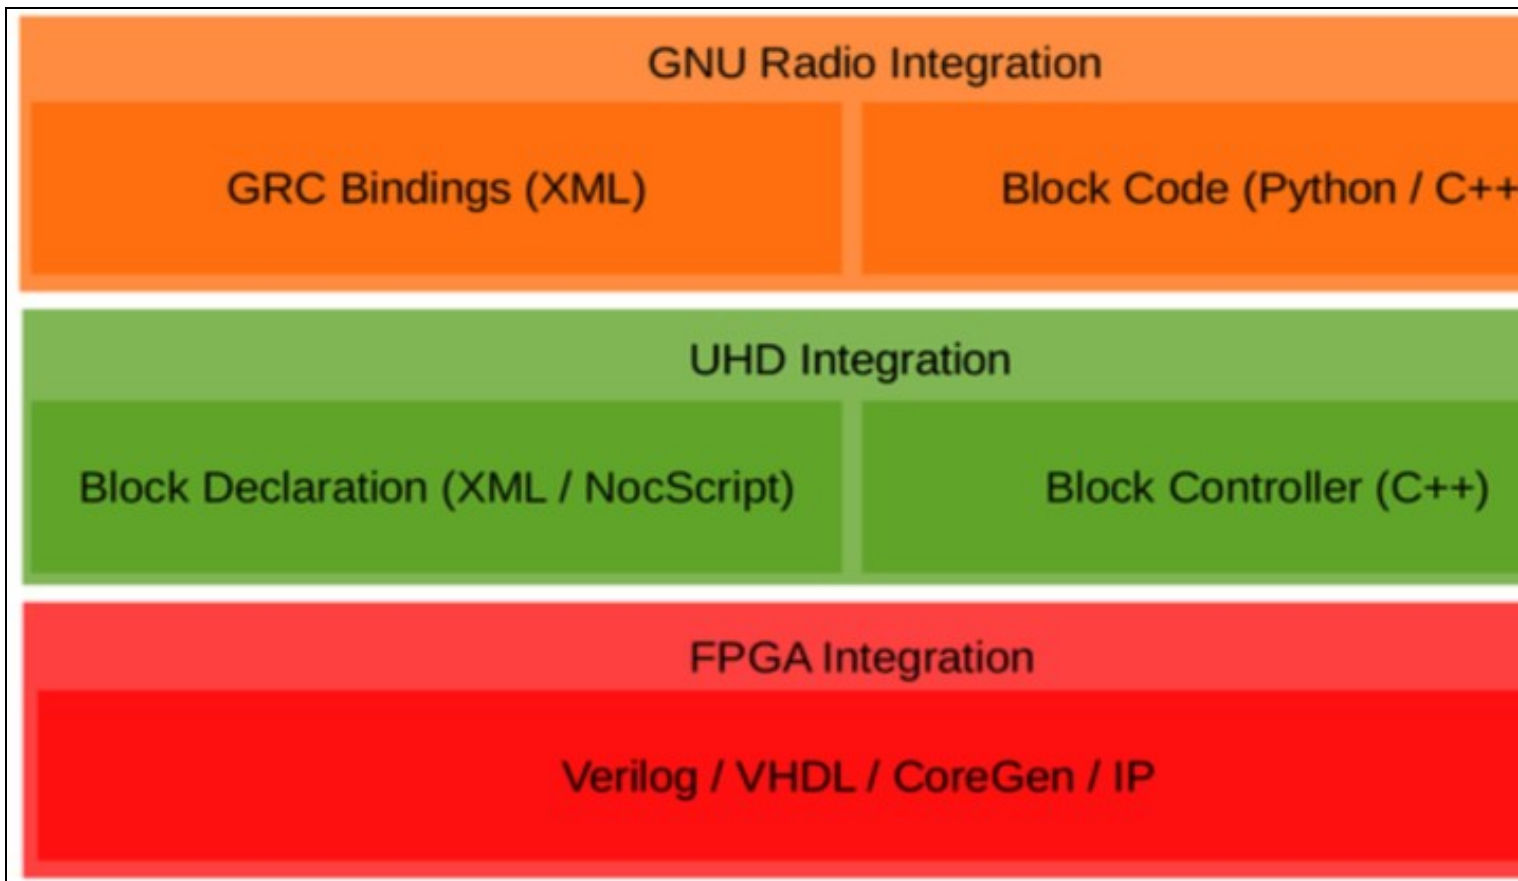 GNU Radio Integration
GRC Bindings (XML)
Block Code (Python / C++
UHD Integration
Block Declaration (XML / NocScript)
Block Controller (C++)
FPGA Integration
Verilog / VHDL / CoreGen / IP